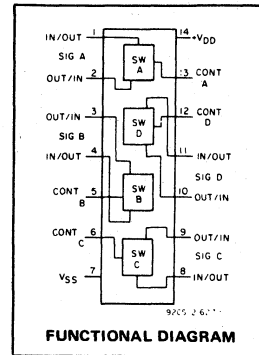 IN/OUT 1 14 +VDD
SIG A
OUT/IN 2 SW A 13 CONT A
OUT/IN 3 SW D 12 CONT D
SIG B
IN/OUT 4 11 IN/OUT
SIG D
CONT B 5 SW B 10 OUT/IN
CONT C 6 9 OUT/IN
SW C SIG C
VSS 7 8 IN/OUT
FUNCTIONAL DIAGRAM